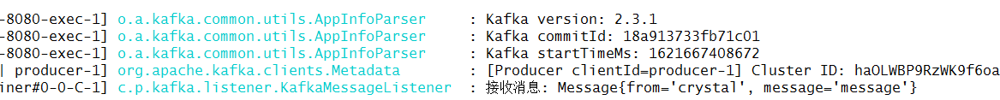 -8080-exec-1] o.a.kafka.common.utils.AppInfoParser : Kafka version: 2.3.1
-8080-exec-1] o.a.kafka.common.utils.AppInfoParser : Kafka commitId: 18a913733fb71c01
-8080-exec-1] o.a.kafka.common.utils.AppInfoParser : Kafka startTimeMs: 1621667408672
| producer-1] org.apache.kafka.clients.Metadata : [Producer clientId=producer-1] Cluster ID: haOLWBP9RzWK9f6oa
iner#0-0-C-1] c.p.kafka.listener.KafkaMessageListener : 接收消息: Message{from='crystal', message='message'}